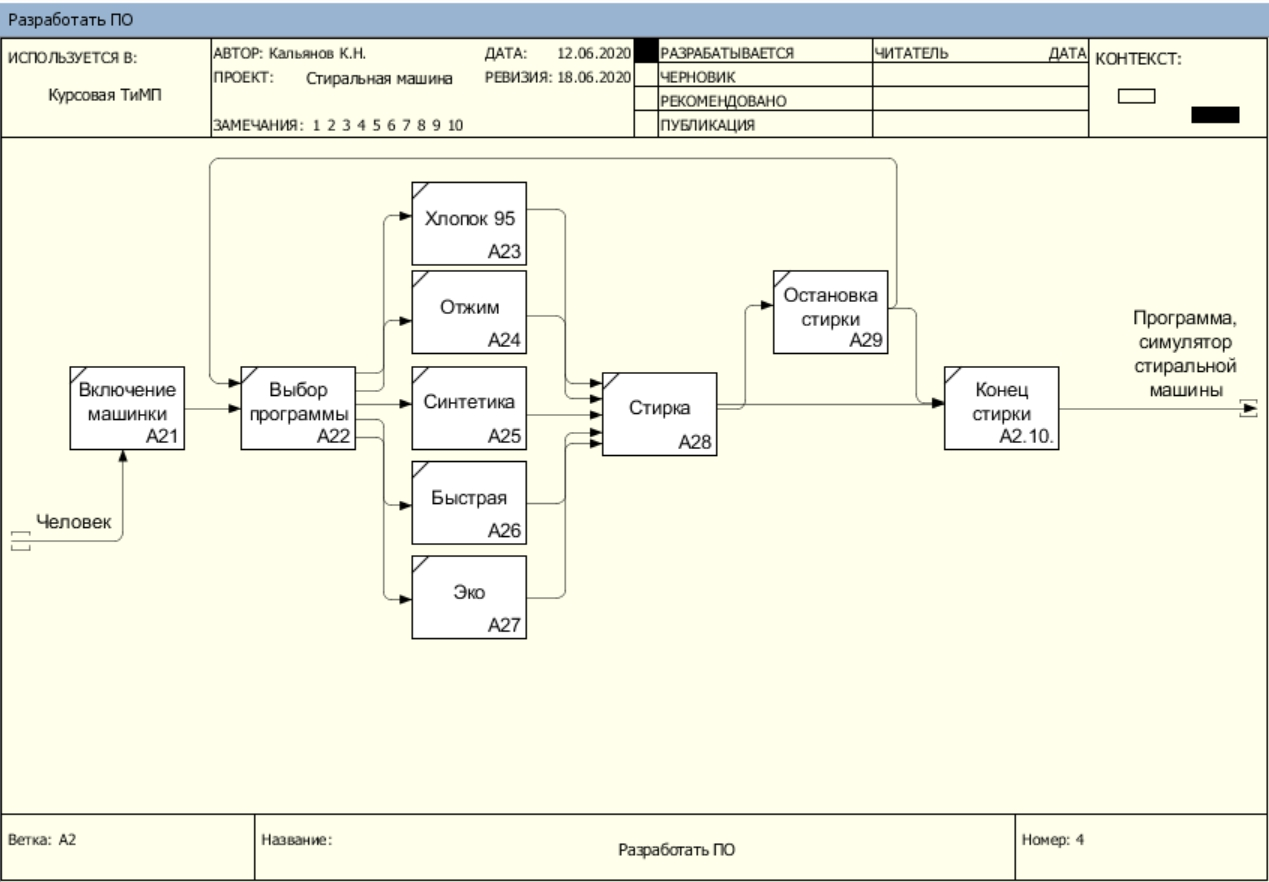 Разработать ПО
ИСПОЛЬЗУЕТСЯ В:
Курсовая ТиМП
АВТОР: Кальянов К.Н.
ДАТА: 12.06.2020
ПРОЕКТ: Стиральная машина
РЕВИЗИЯ: 18.06.2020
ЗАМЕЧАНИЯ: 1 2 3 4 5 6 7 8 9 10
РАЗРАБАТЫВАЕТСЯ
ЧЕРНОВИК
РЕКОМЕНДОВАНО
ПУБЛИКАЦИЯ
ЧИТАТЕЛЬ
ДАТА
КОНТЕКСТ:
Человек
Включение
машинки
A21
Выбор
программы
A22
Хлопок 95
A23
Отжим
A24
Синтетика
A25
Быстрая
A26
Эко
A27
Стирка
A28
Остановка
стирки
A29
Конец
стирки
A2.10.
Программа,
симулятор
стиральной
машины
Ветка: A2
Название:
Разработать ПО
Номер: 4